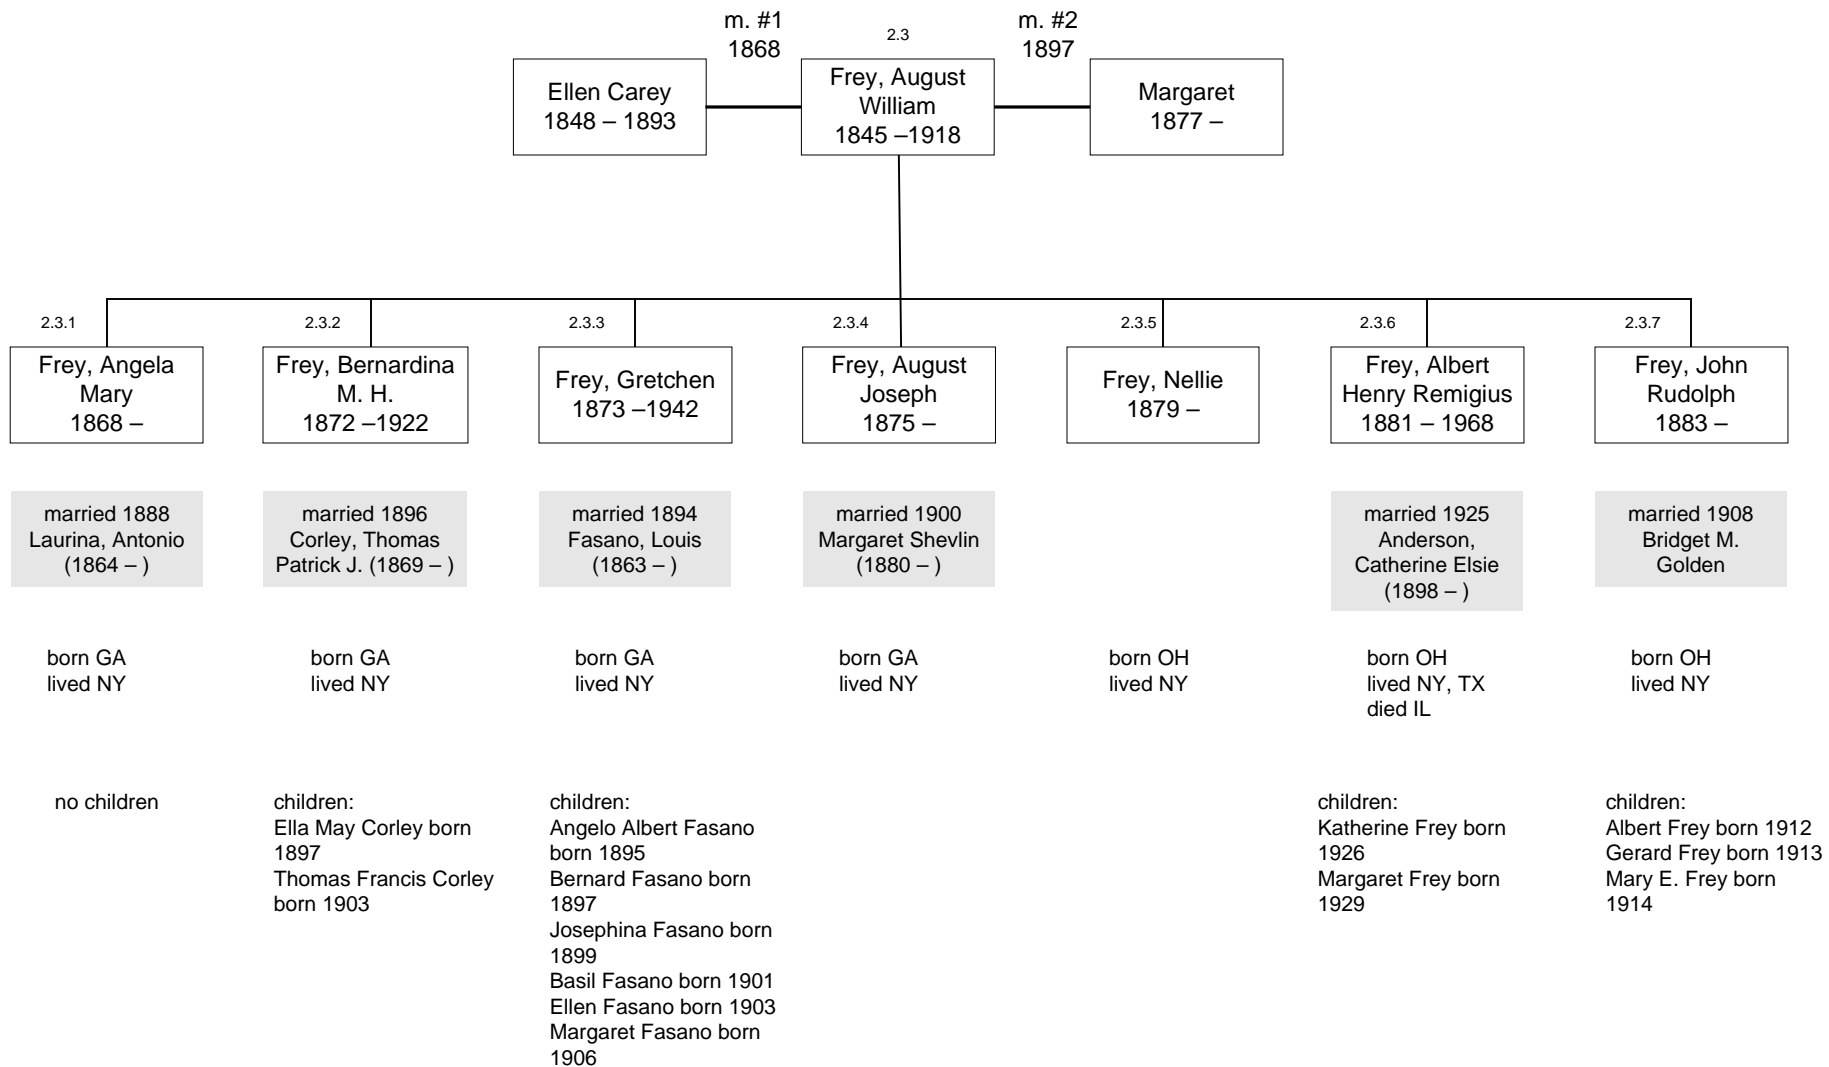 m. #1
1868
2.3
m. #2
1897
Ellen Carey
1848 – 1893
Frey, August
William
1845 –1918
Margaret
1877 –
2.3.1
Frey, Angela
Mary
1868 –
2.3.2
Frey, Bernardina
M. H.
1872 –1922
2.3.3
Frey, Gretchen
1873 –1942
2.3.4
Frey, August
Joseph
1875 –
2.3.5
Frey, Nellie
1879 –
2.3.6
Frey, Albert
Henry Remigius
1881 – 1968
2.3.7
Frey, John
Rudolph
1883 –
married 1888
Laurina, Antonio
(1864 – )
married 1896
Corley, Thomas
Patrick J. (1869 – )
married 1894
Fasano, Louis
(1863 – )
married 1900
Margaret Shevlin
(1880 – )
married 1925
Anderson,
Catherine Elsie
(1898 – )
married 1908
Bridget M.
Golden
born GA
lived NY
born GA
lived NY
born GA
lived NY
born GA
lived NY
born OH
lived NY
born OH
lived NY, TX
died IL
born OH
lived NY
no children
children:
Ella May Corley born
1897
Thomas Francis Corley
born 1903
children:
Angelo Albert Fasano
born 1895
Bernard Fasano born
1897
Josephina Fasano born
1899
Basil Fasano born 1901
Ellen Fasano born 1903
Margaret Fasano born
1906
children:
Katherine Frey born
1926
Margaret Frey born
1929
children:
Albert Frey born 1912
Gerard Frey born 1913
Mary E. Frey born
1914